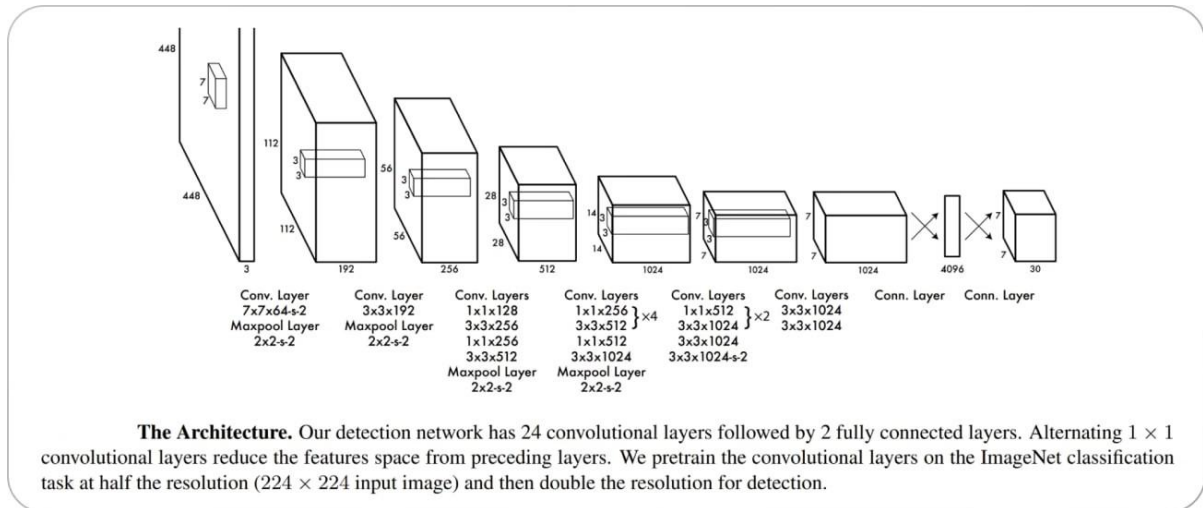 448
7
7
448
3
112
3
3
112
192
56
3
3
56
256
28
3
3
28
512
14
3
3
14
1024
7
3
3
7
1024
7
7
1024
4096
7
7
30
Conv. Layer
7x7x64-s-2
Maxpool Layer
2x2-s-2
Conv. Layer
3x3x192
Maxpool Layer
2x2-s-2
Conv. Layers
1x1x128
3x3x256
1x1x256
3x3x512
Maxpool Layer
2x2-s-2
Conv. Layers
1x1x256
3x3x512 }×4
1x1x512
3x3x1024
Maxpool Layer
2x2-s-2
Conv. Layers
1x1x512
3x3x1024 }×2
3x3x1024
3x3x1024-s-2
Conv. Layers
3x3x1024
3x3x1024
Conn. Layer
Conn. Layer
The Architecture. Our detection network has 24 convolutional layers followed by 2 fully connected layers. Alternating 1 × 1
convolutional layers reduce the features space from preceding layers. We pretrain the convolutional layers on the ImageNet classification
task at half the resolution (224 × 224 input image) and then double the resolution for detection.